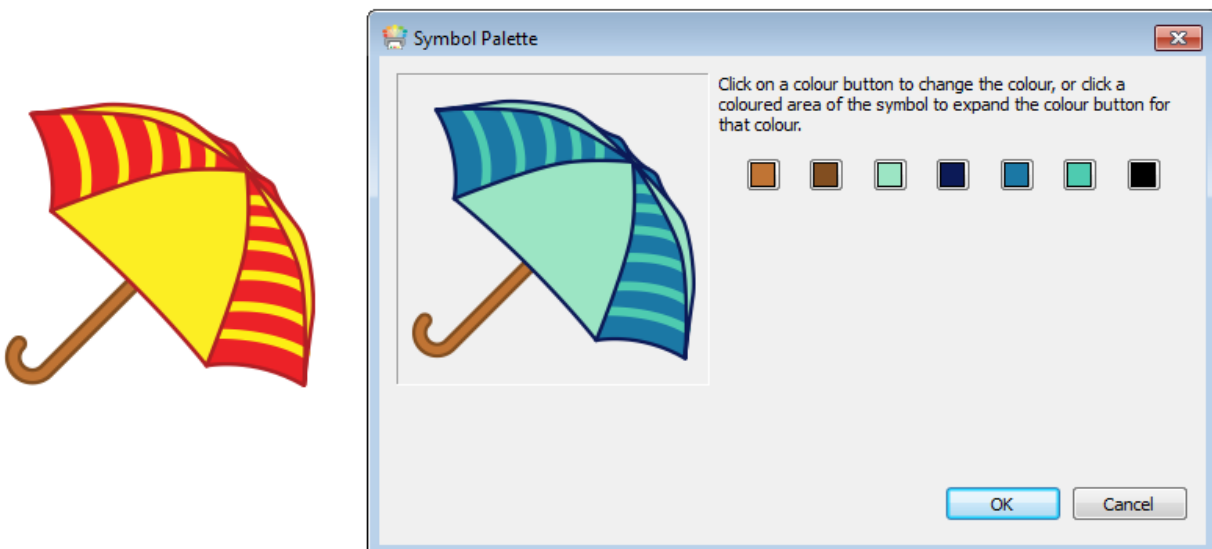 Symbol Palette
Click on a colour button to change the colour, or click a
coloured area of the symbol to expand the colour button for
that colour.
OK
Cancel